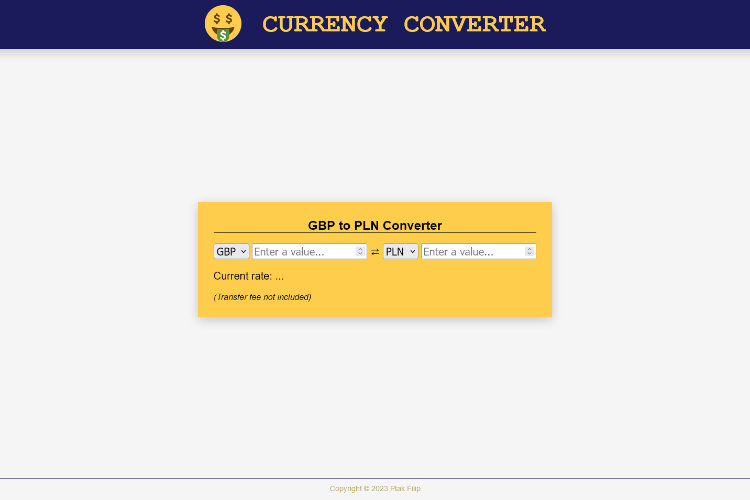 CURRENCY CONVERTER
GBP to PLN Converter
GBP Enter a value... ⇄ PLN Enter a value...
Current rate: ...
(Transfer fee not included)
Copyright © 2023 Ptak Filip